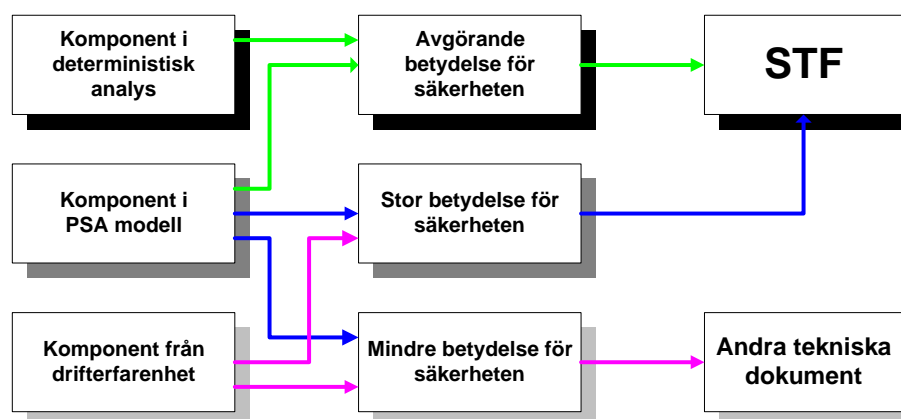 Komponent i
deterministisk
analys
Avgörande
betydelse för
säkerheten
STF
Komponent i
PSA modell
Stor betydelse för
säkerheten
Komponent från
drifterfarenhet
Mindre betydelse för
säkerheten
Andra tekniska
dokument